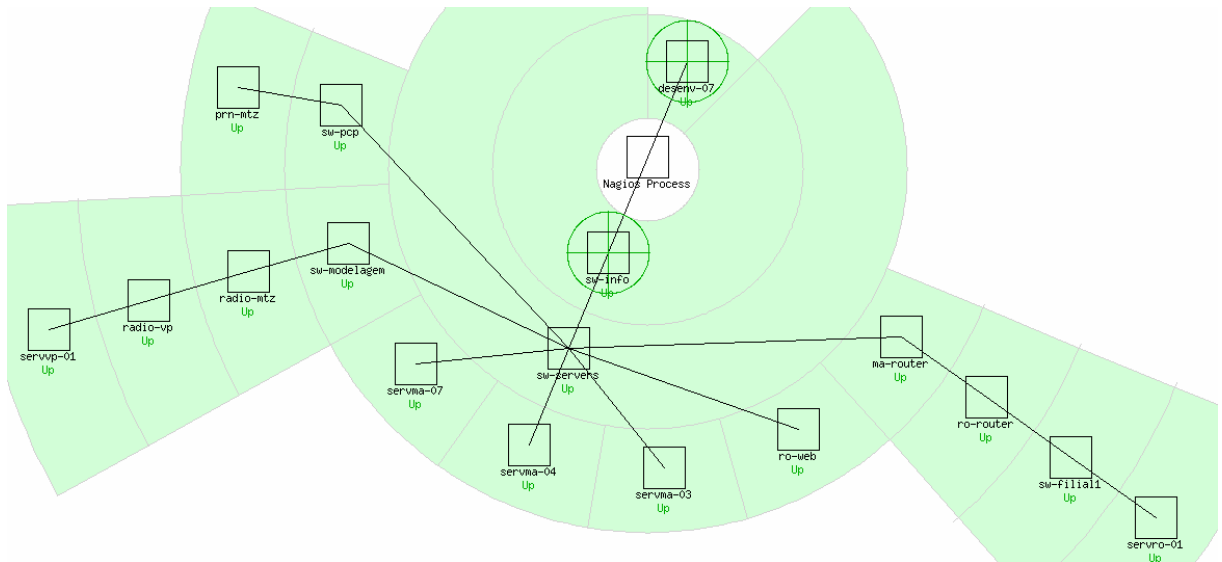 desenv-07
Up
prn-mtz
Up
sw-pcp
Up
Nagios Process
sw-info
Up
sw-modelagem
Up
radio-mtz
Up
radio-vp
Up
servvp-01
Up
sw-servers
Up
servma-07
Up
servma-04
Up
servma-03
Up
ro-web
Up
ma-router
Up
ro-router
Up
sw-filial1
Up
servro-01
Up